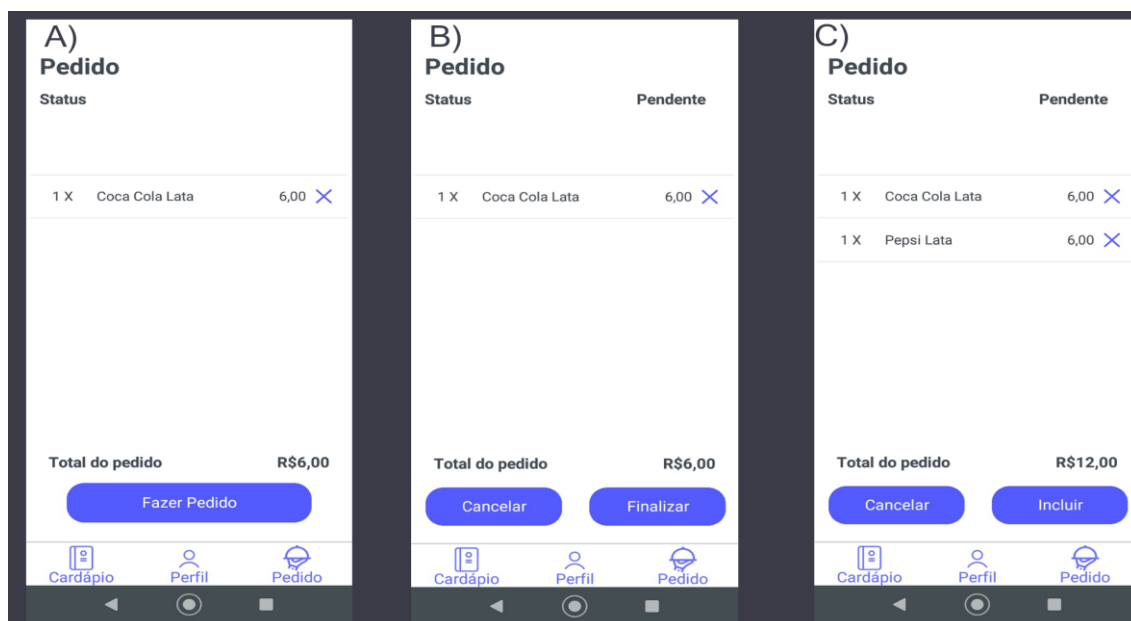 A)
Pedido
Status
1 X Coca Cola Lata 6,00
Total do pedido R$6,00
Fazer Pedido
Cardápio Perfil Pedido
B)
Pedido
Status Pendente
1 X Coca Cola Lata 6,00
Total do pedido R$6,00
Cancelar Finalizar
Cardápio Perfil Pedido
C)
Pedido
Status Pendente
1 X Coca Cola Lata 6,00
1 X Pepsi Lata 6,00
Total do pedido R$12,00
Cancelar Incluir
Cardápio Perfil Pedido